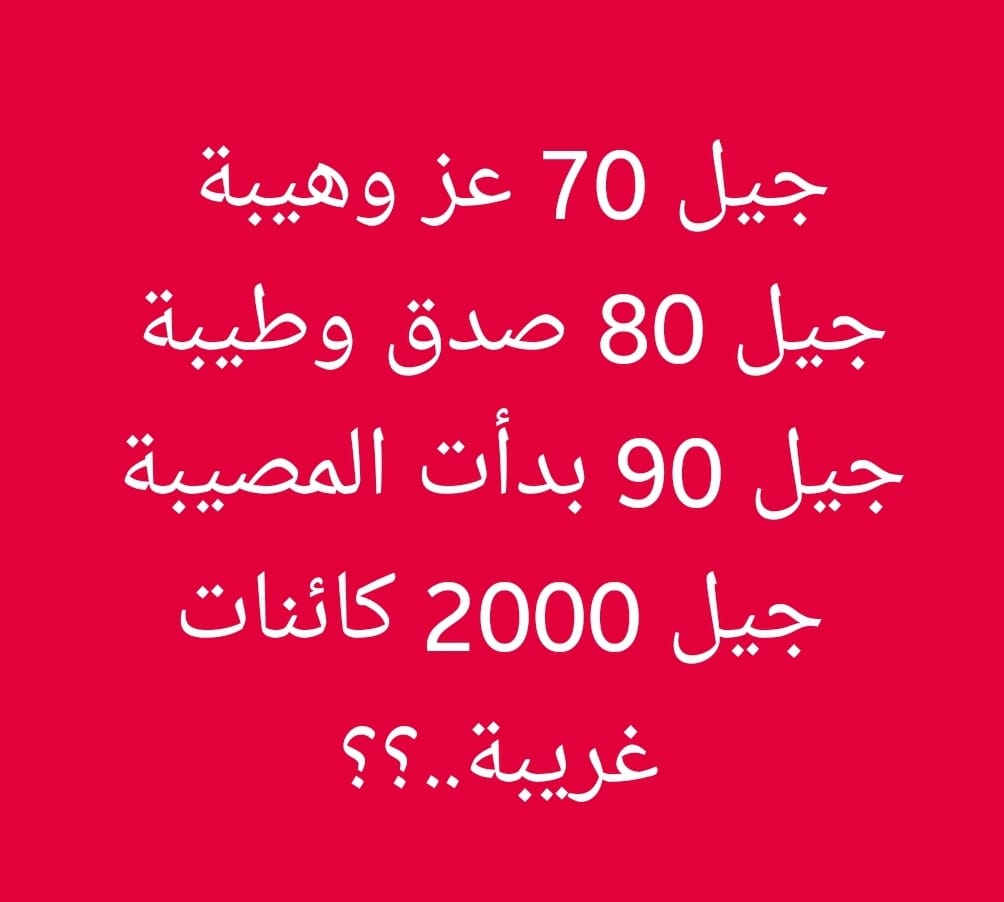 جيل 70 عز وهيبة
جيل 80 صدق وطيبة
جيل 90 بدأت المصيبة
جيل 2000 كائنات
غريبة..؟؟